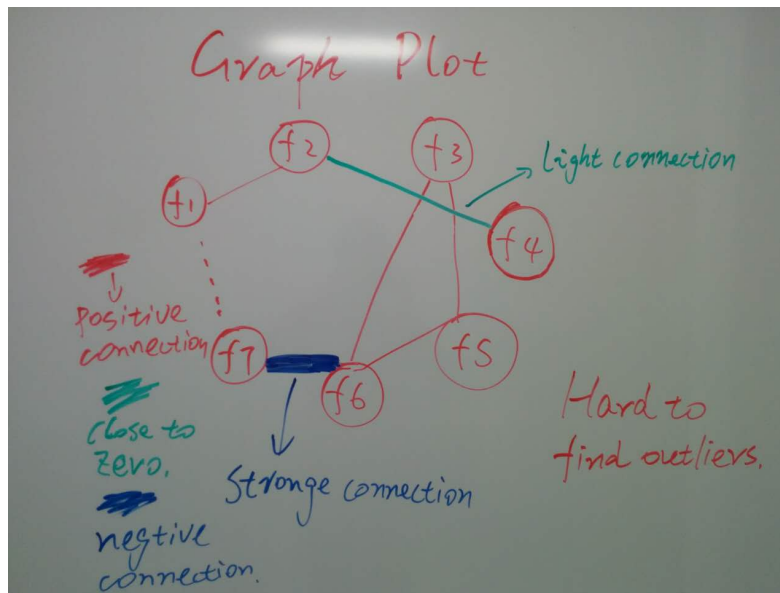 Graph Plot
f2
f3
light connection
f1
f4
positive
connection
f7
f6
f5
Hard to
find outliers.
close to
zero.
Stronge connection
negtive
connection.